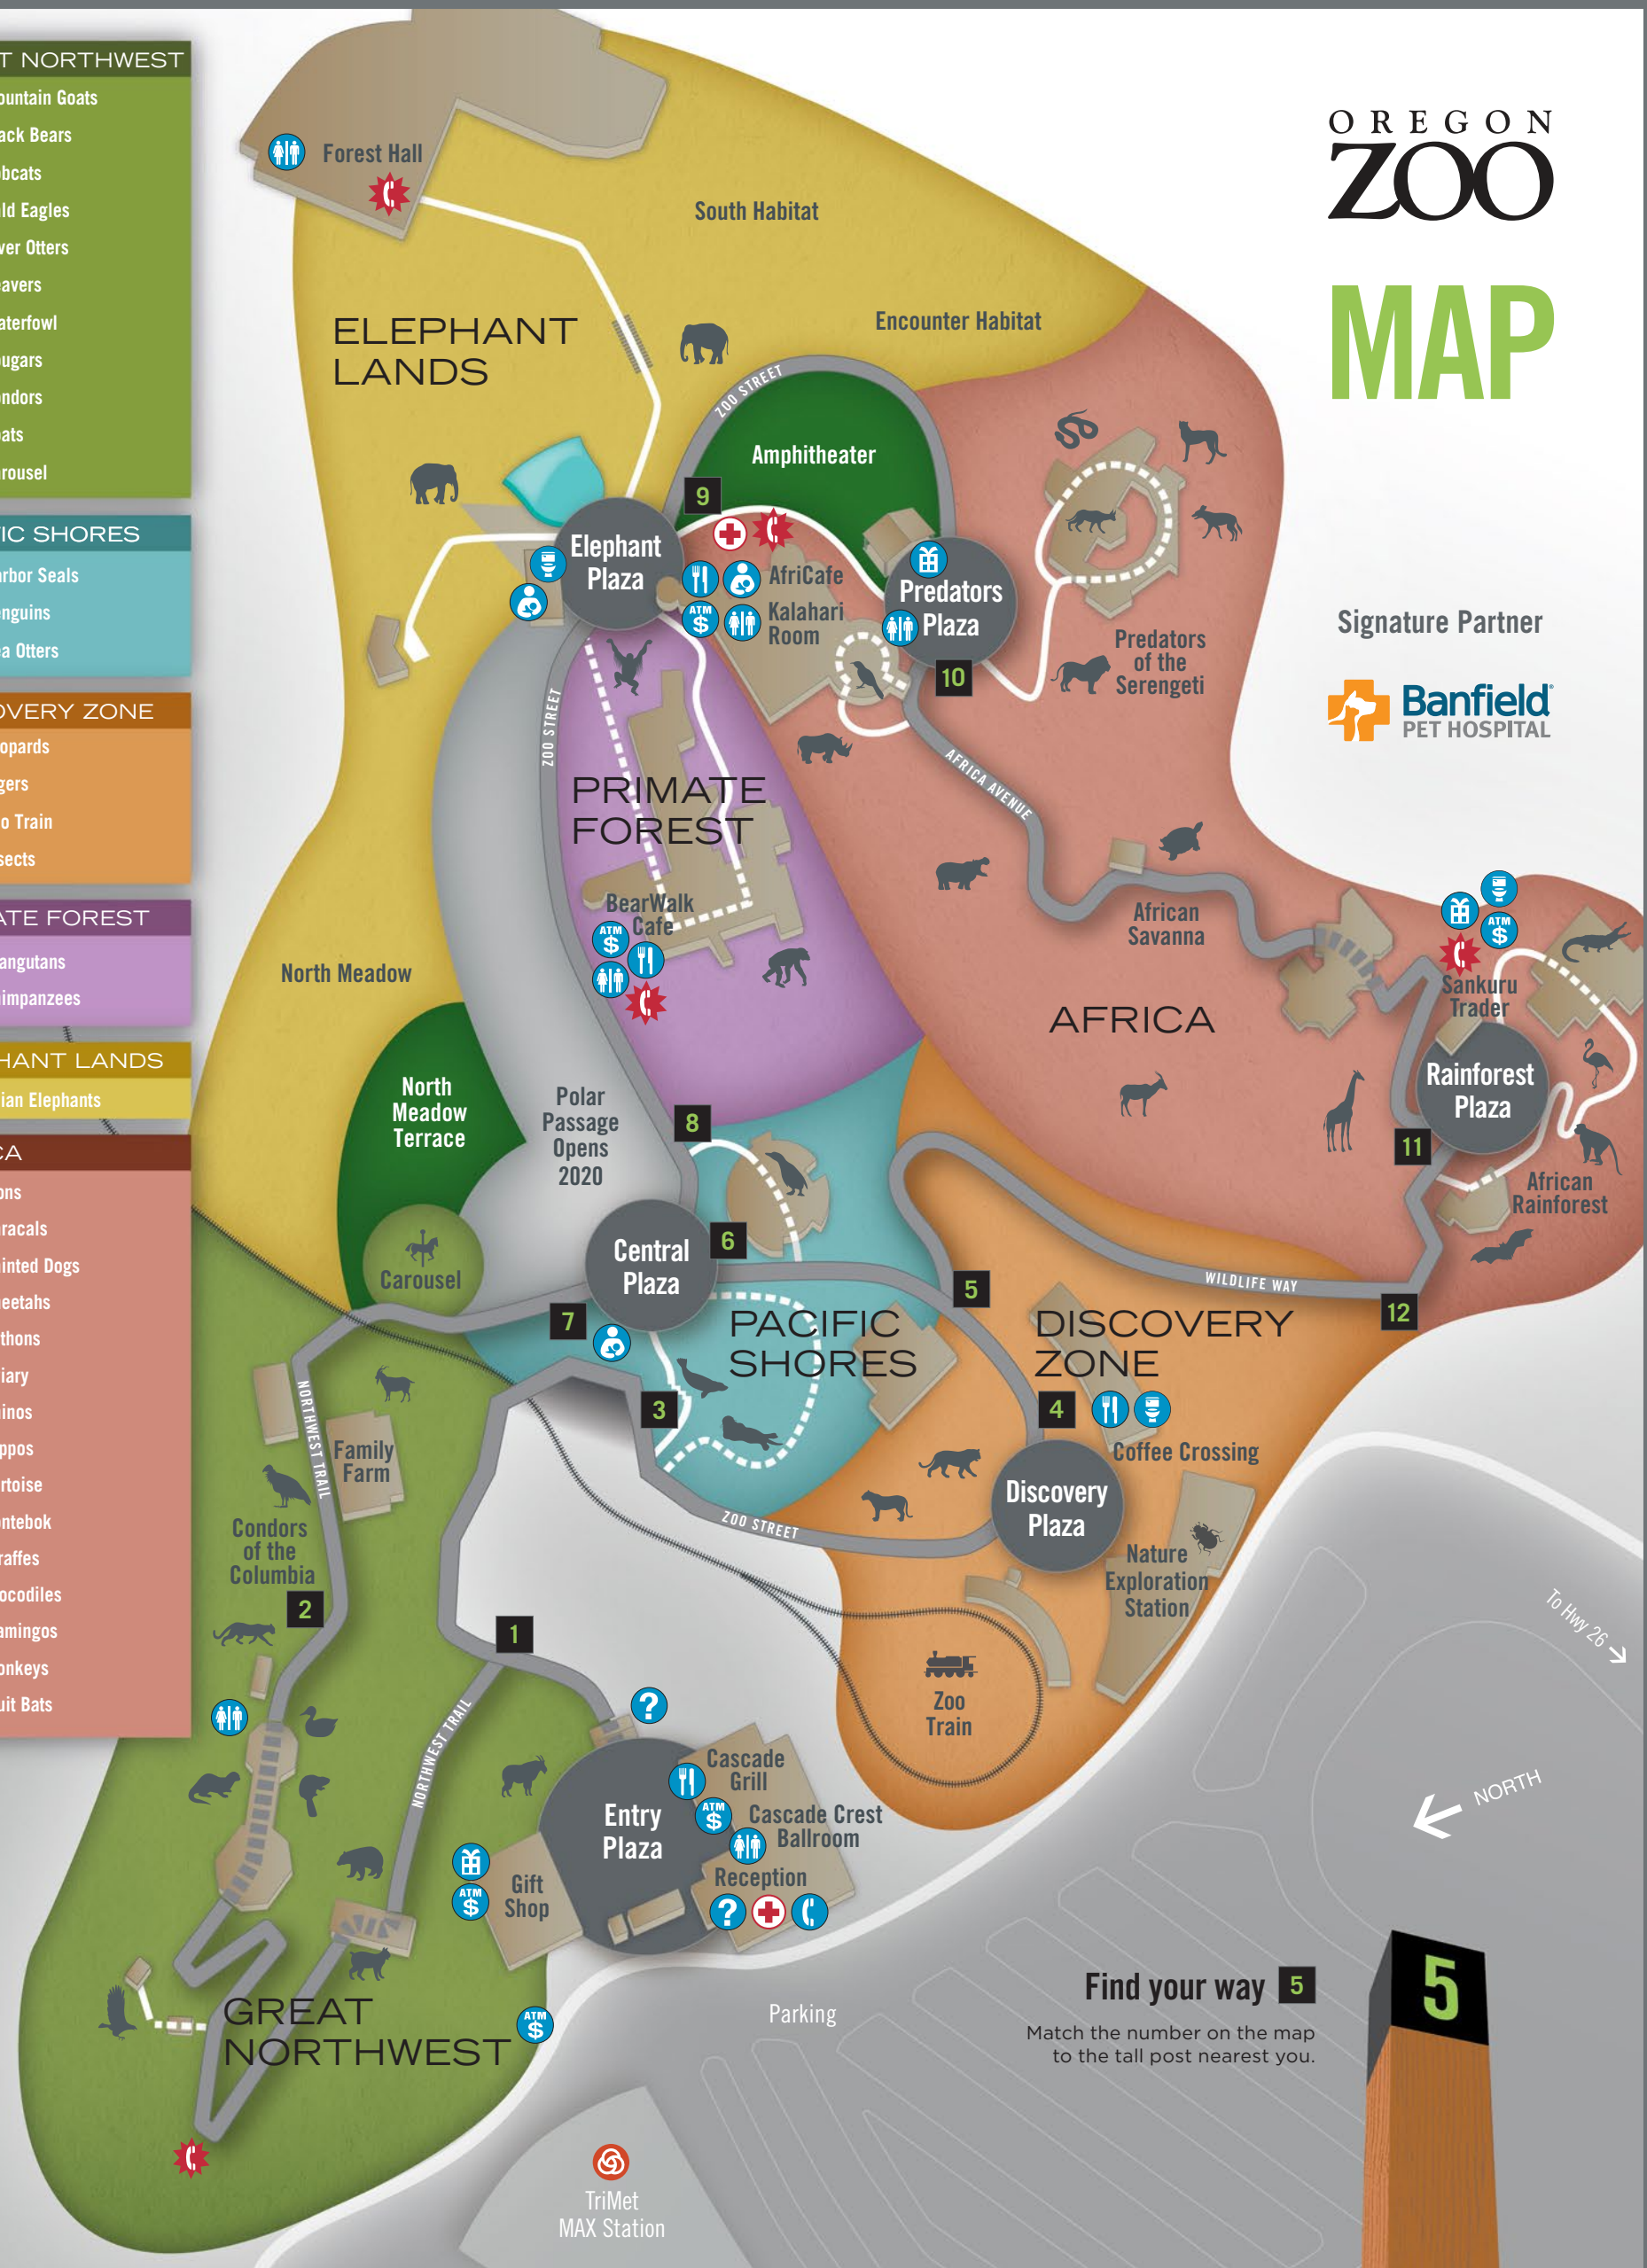 T NORTHWEST
ountain Goats
ack Bears
bcats
ld Eagles
ver Otters
eavers
aterfowl
ugars
ndors
ats
rousel
IC SHORES
rbor Seals
nguins
a Otters
OVERY ZONE
opards
gers
o Train
sects
ATE FOREST
angutans
impanzees
HANT LANDS
ian Elephants
CA
ons
racals
inted Dogs
eetahs
thons
iary
inos
ppos
rtoise
ntebok
raffes
ocodiles
amingos
onkeys
uit Bats
OREGON
ZOO
MAP
Signature Partner
Banfield
PET HOSPITAL
Forest Hall
South Habitat
Encounter Habitat
ELEPHANT
LANDS
ZOO STREET
Amphitheater
9
Elephant
Plaza
AfriCafe
ATM
$
Kalahari
Room
Predators
Plaza
10
Predators
of the
Serengeti
ZOO STREET
AFRICA AVENUE
PRIMATE
FOREST
BearWalk
Cafe
ATM
$
African
Savanna
ATM
$
Sankuru
Trader
North Meadow
AFRICA
Rainforest
Plaza
11
African
Rainforest
North
Meadow
Terrace
Polar
Passage
Opens
2020
8
Central
Plaza
6
Carousel
7
5
WILDLIFE WAY
12
PACIFIC
SHORES
DISCOVERY
ZONE
3
4
Coffee Crossing
NORTHWEST TRAIL
Family
Farm
Condors
of the
Columbia
2
ZOO STREET
Discovery
Plaza
Nature
Exploration
Station
1
To Hwy 26
Zoo
Train
NORTHWEST TRAIL
?
Cascade
Grill
Entry
Plaza
ATM
$
Cascade Crest
Ballroom
Reception
?
Gift
Shop
ATM
$
NORTH
GREAT
NORTHWEST
ATM
$
Parking
Find your way 5
Match the number on the map
to the tall post nearest you.
5
TriMet
MAX Station